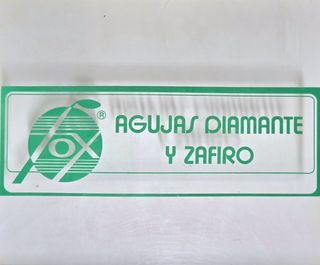 FOX ®
AGUJAS DIAMANTE
Y ZAFIRO